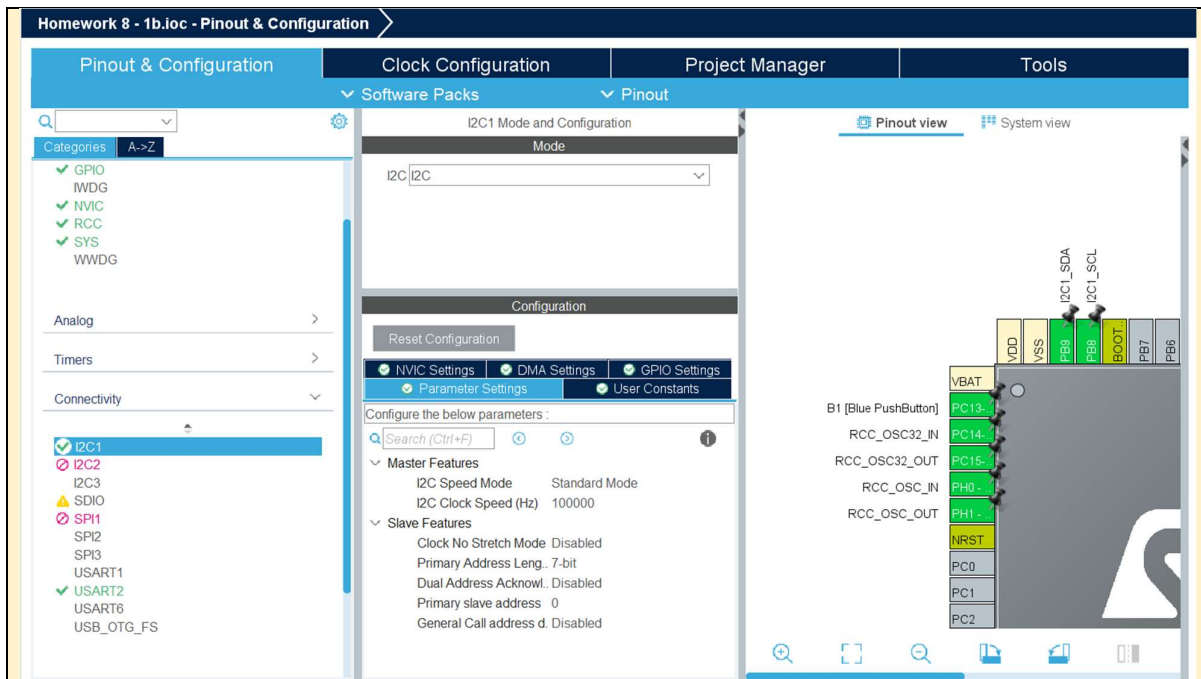 Homework 8 - 1b.ioc - Pinout & Configuration
Pinout & Configuration
Clock Configuration
Project Manager
Tools
Software Packs
Pinout
Categories
A->Z
GPIO
IWDG
NVIC
RCC
SYS
WWDG
Analog
Timers
Connectivity
I2C1
I2C2
I2C3
SDIO
SPI1
SPI2
SPI3
USART1
USART2
USART6
USB_OTG_FS
I2C1 Mode and Configuration
Mode
I2C I2C
Configuration
Reset Configuration
NVIC Settings
DMA Settings
GPIO Settings
Parameter Settings
User Constants
Configure the below parameters :
Search (Ctrl+F)
Master Features
I2C Speed Mode Standard Mode
I2C Clock Speed (Hz) 100000
Slave Features
Clock No Stretch Mode Disabled
Primary Address Leng.. 7-bit
Dual Address Acknowl.. Disabled
Primary slave address 0
General Call address d. Disabled
Pinout view
System view
I2C1_SDA
I2C1_SCL
VDD
VSS
PB9
PB8
BOOT..
PB7
PB6
VBAT
B1 [Blue PushButton] PC13-..
RCC_OSC32_IN PC14-..
RCC_OSC32_OUT PC15-..
RCC_OSC_IN PH0 - ..
RCC_OSC_OUT PH1 - ..
NRST
PC0
PC1
PC2